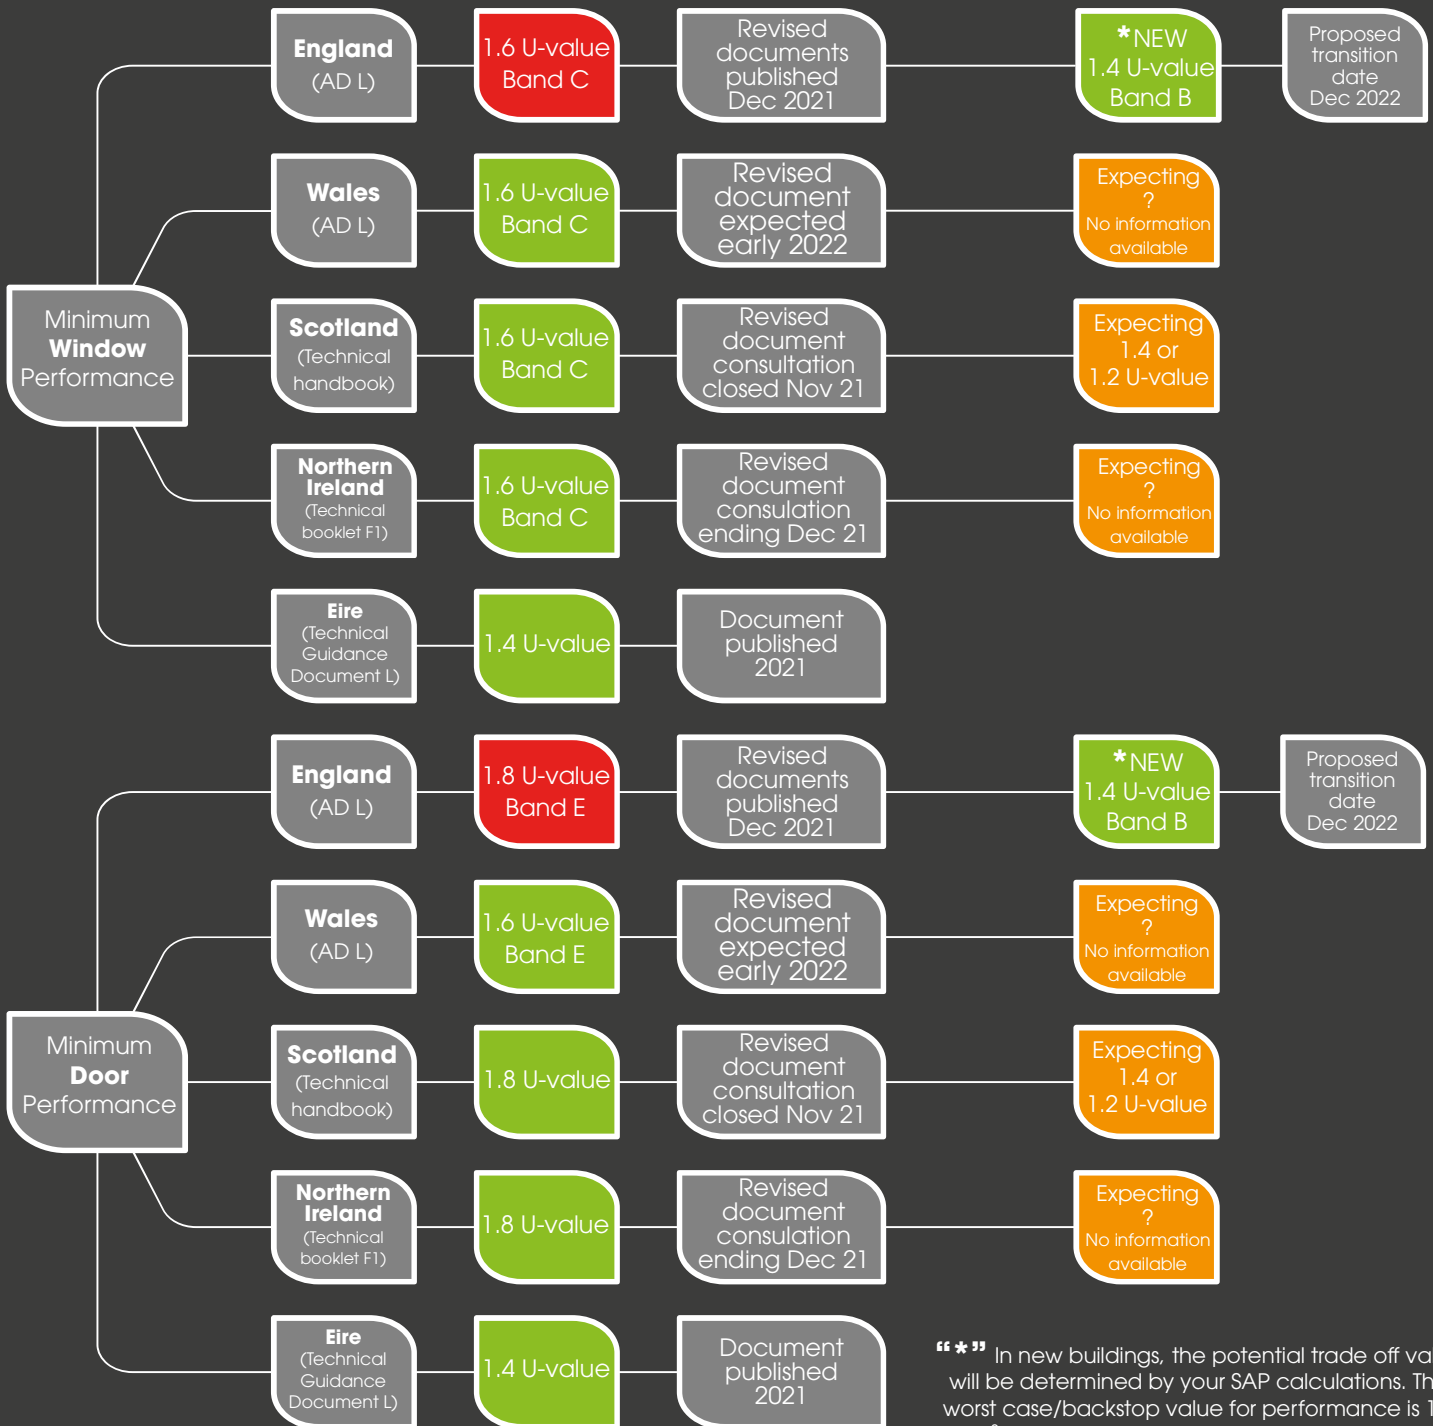 Minimum
Window
Performance
England
(AD L)
1.6 U-value
Band C
Revised
documents
published
Dec 2021
*NEW
1.4 U-value
Band B
Proposed
transition
date
Dec 2022
Wales
(AD L)
1.6 U-value
Band C
Revised
document
expected
early 2022
Expecting
?
No information
available
Scotland
(Technical
handbook)
1.6 U-value
Band C
Revised
document
consultation
closed Nov 21
Expecting
1.4 or
1.2 U-value
Northern
Ireland
(Technical
booklet F1)
1.6 U-value
Band C
Revised
document
consulation
ending Dec 21
Expecting
?
No information
available
Eire
(Technical
Guidance
Document L)
1.4 U-value
Document
published
2021
Minimum
Door
Performance
England
(AD L)
1.8 U-value
Band E
Revised
documents
published
Dec 2021
*NEW
1.4 U-value
Band B
Proposed
transition
date
Dec 2022
Wales
(AD L)
1.6 U-value
Band E
Revised
document
expected
early 2022
Expecting
?
No information
available
Scotland
(Technical
handbook)
1.8 U-value
Revised
document
consultation
closed Nov 21
Expecting
1.4 or
1.2 U-value
Northern
Ireland
(Technical
booklet F1)
1.8 U-value
Revised
document
consulation
ending Dec 21
Expecting
?
No information
available
Eire
(Technical
Guidance
Document L)
1.4 U-value
Document
published
2021
“*” In new buildings, the potential trade off
will be determined by your SAP calculations.
worst case/backstop value for performance is